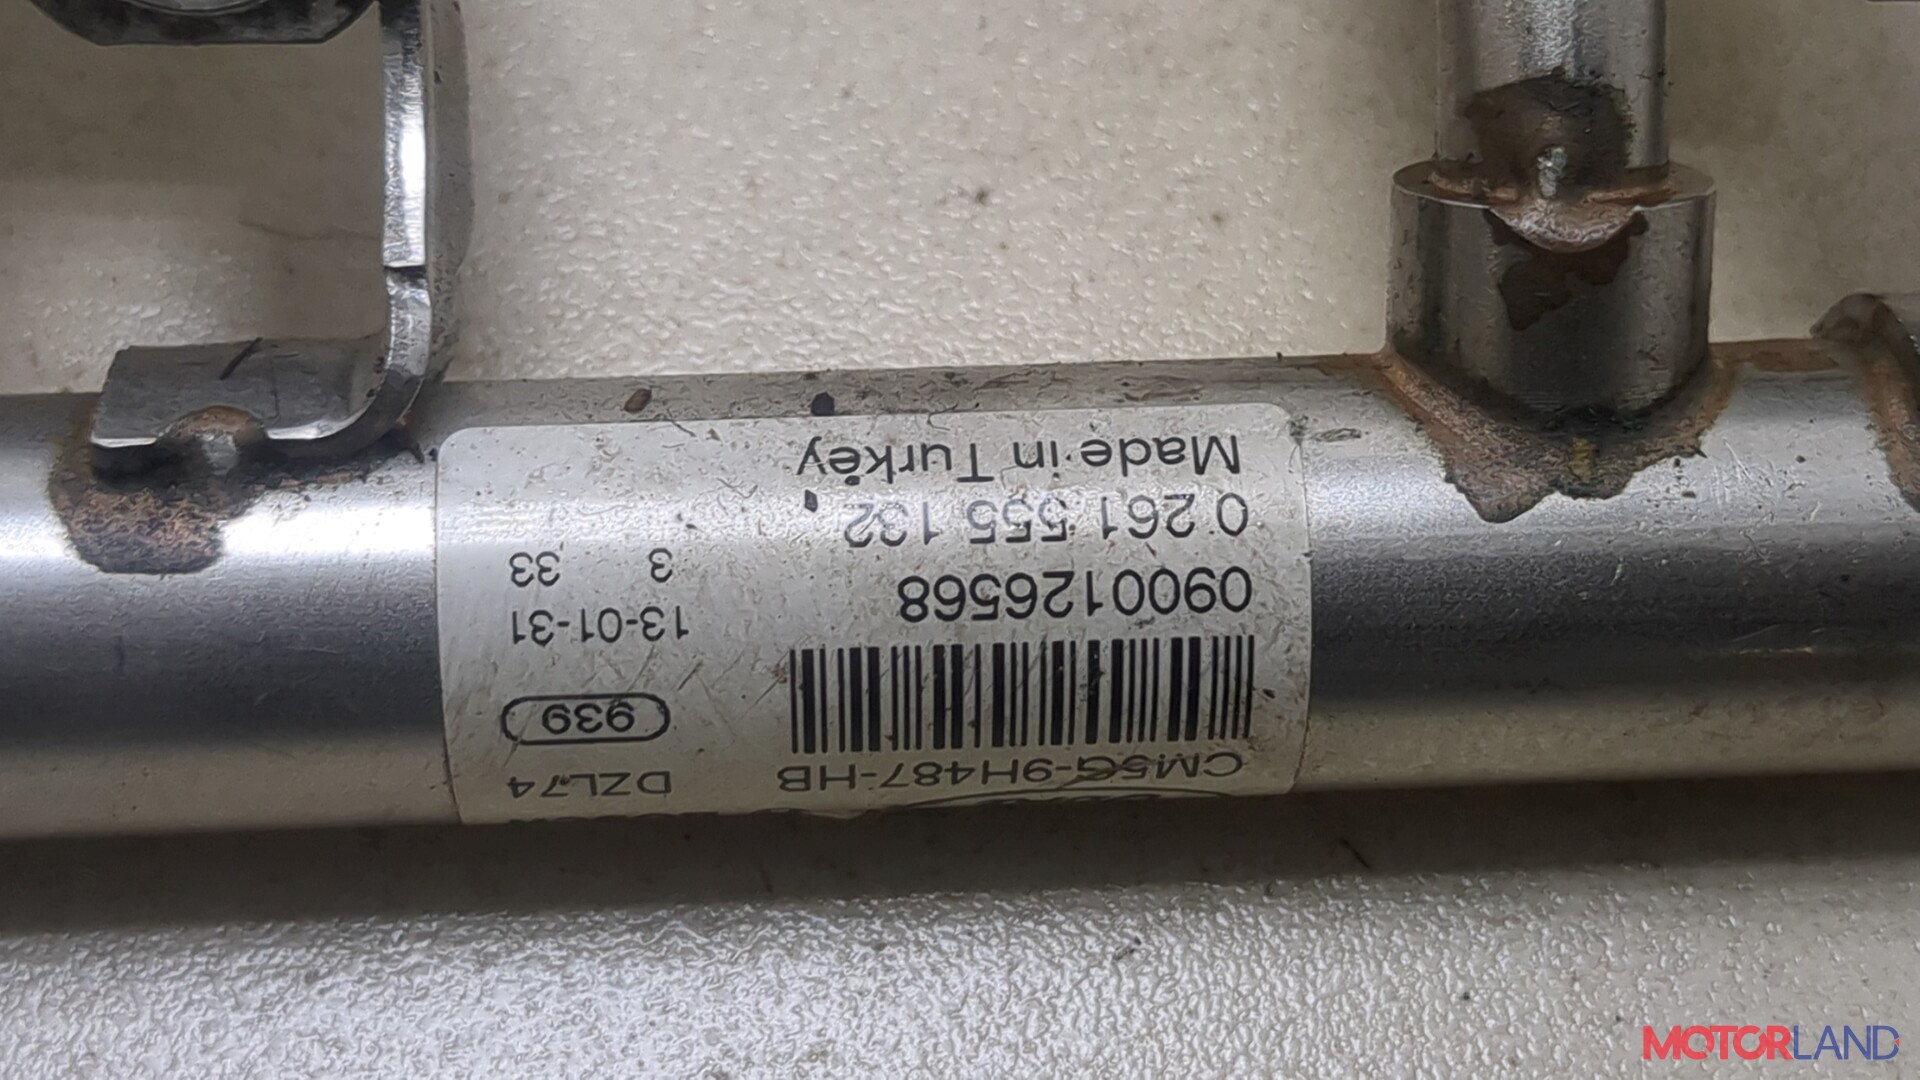 CM5G-9H487-HB DZL74
939
0900126568
13-01-31
0 261 555 132
3 33
Made in Turkey
MOTORLAND